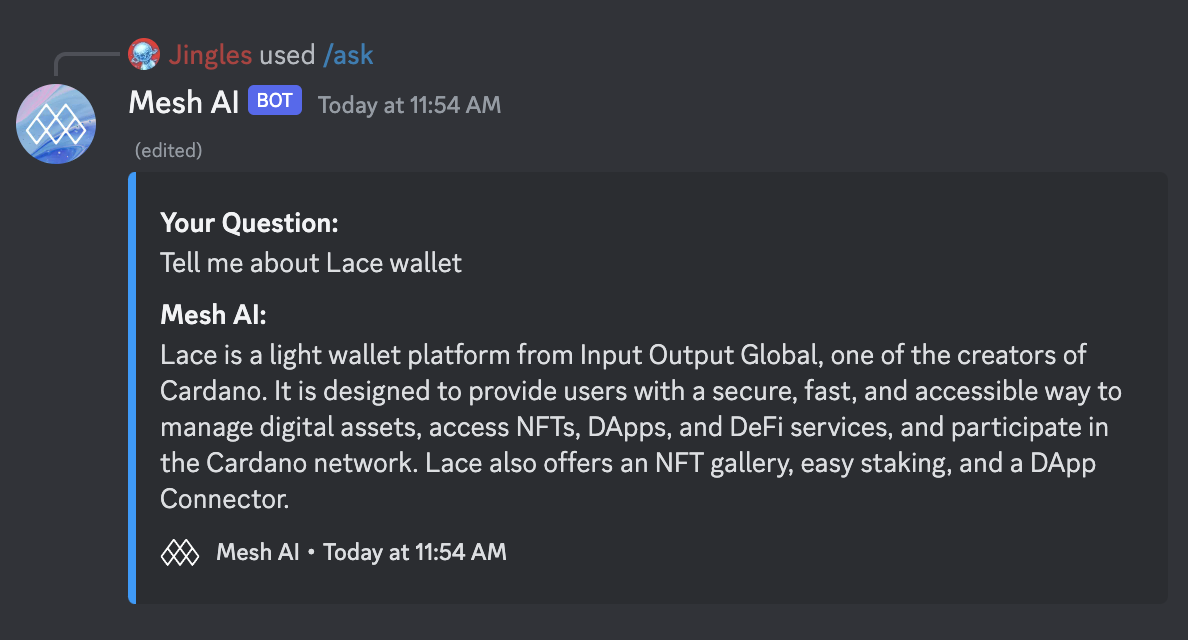 Jingles used /ask
Mesh AI BOT Today at 11:54 AM
(edited)
Your Question:
Tell me about Lace wallet
Mesh AI:
Lace is a light wallet platform from Input Output Global, one of the creators of
Cardano. It is designed to provide users with a secure, fast, and accessible way to
manage digital assets, access NFTs, DApps, and DeFi services, and participate in
the Cardano network. Lace also offers an NFT gallery, easy staking, and a DApp
Connector.
Mesh AI • Today at 11:54 AM